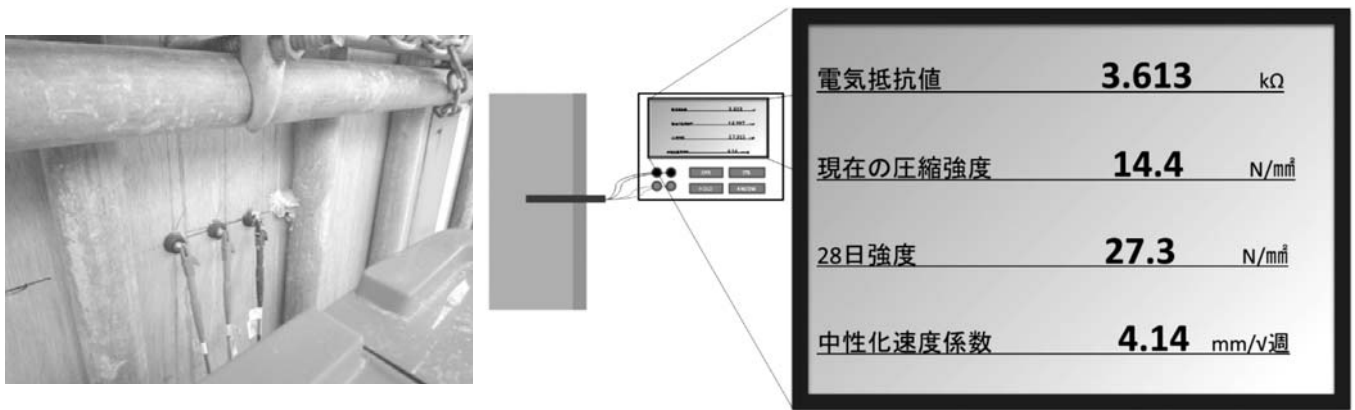 電気抵抗値 3.613 kΩ
現在の圧縮強度 14.4 N/㎟
28日強度 27.3 N/㎟
中性化速度係数 4.14 mm/√週